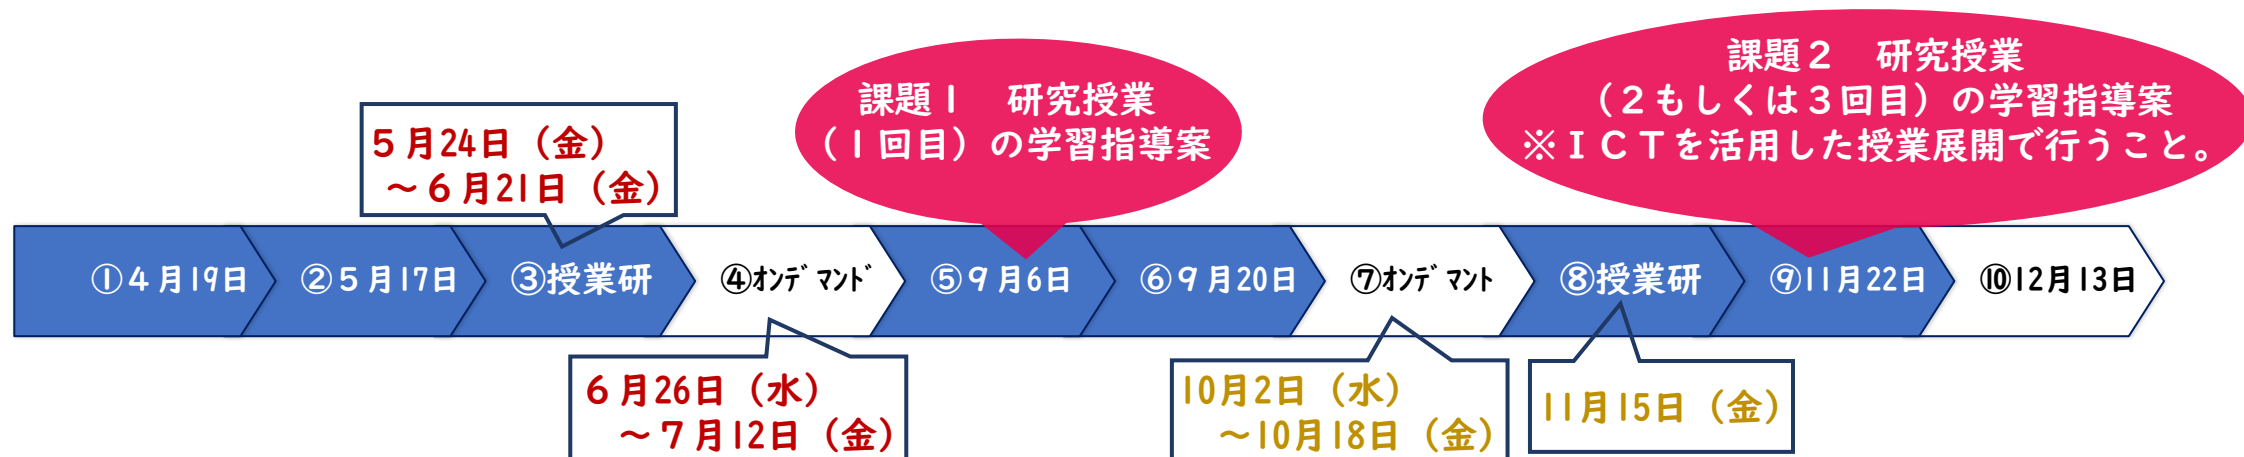 課題1　研究授業
（1回目）の学習指導案
課題２　研究授業
（２もしくは３回目）の学習指導案
※ＩＣＴを活用した授業展開で行うこと。
５月24日（金）
～６月21日（金）
①４月19日
②５月17日
③授業研
④ｵﾝﾃﾞﾏﾝﾄﾞ
⑤９月6日
⑥９月20日
⑦ｵﾝﾃﾞﾏﾝﾄ
⑧授業研
⑨11月22日
⑩12月13日
６月26日（水）
～７月12日（金）
10月2日（水）
～10月18日（金）
11月15日（金）